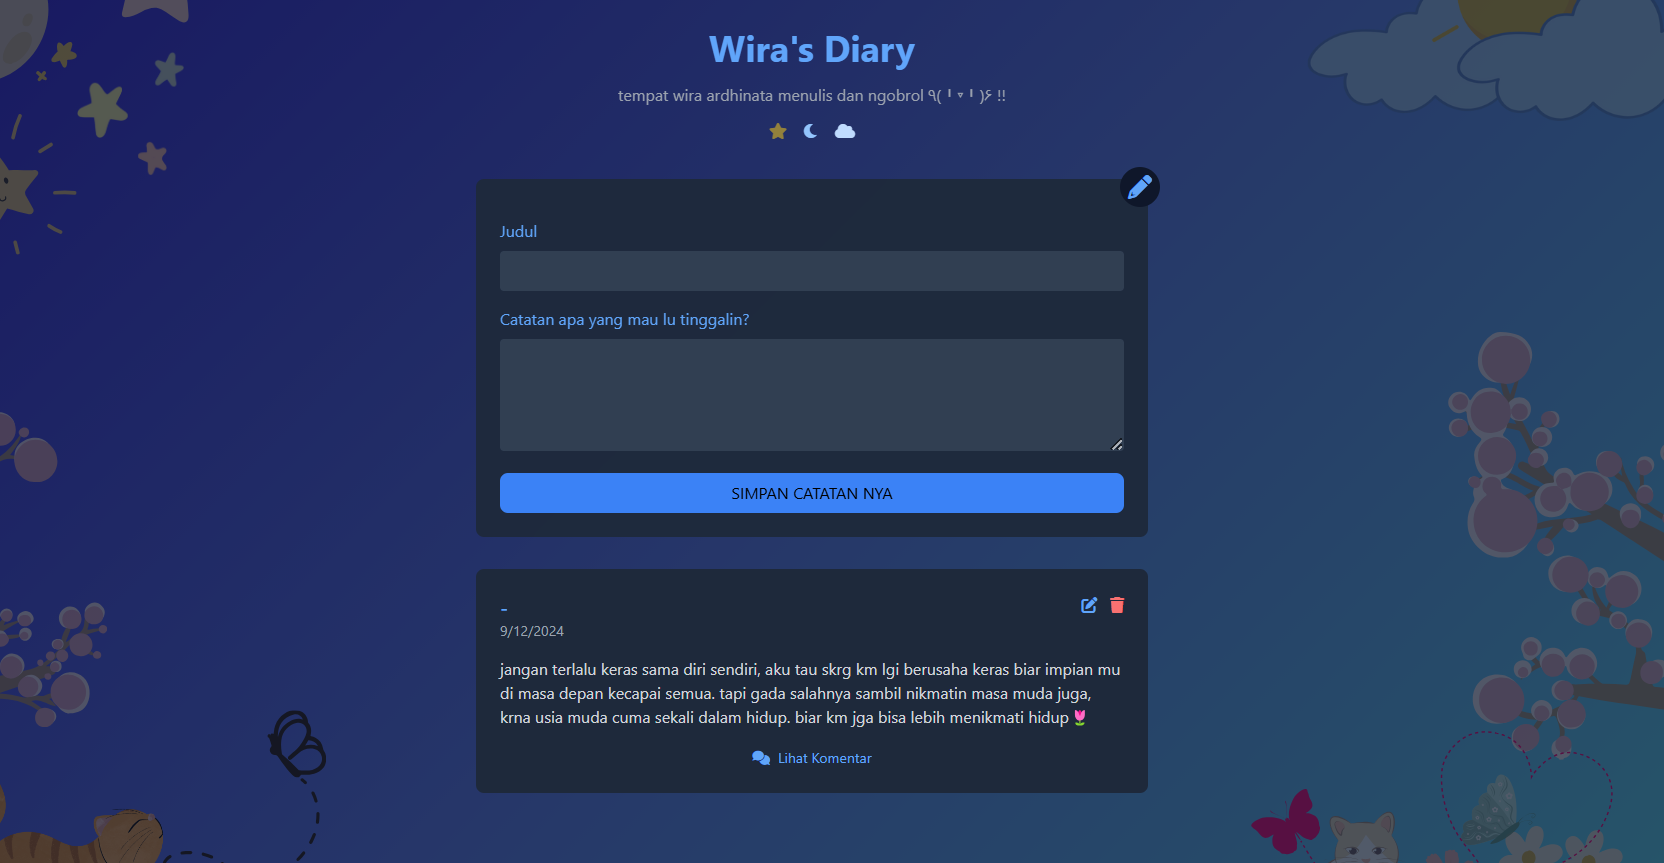 Wira's Diary
tempat wira ardhinata menulis dan ngobrol ٩( ╹▿╹ )۶ !!
Judul
Catatan apa yang mau lu tinggalin?
SIMPAN CATATAN NYA
-
9/12/2024
jangan terlalu keras sama diri sendiri, aku tau skrg km lgi berusaha keras biar impian mu
di masa depan kecapai semua. tapi gada salahnya sambil nikmatin masa muda juga,
krna usia muda cuma sekali dalam hidup. biar km jga bisa lebih menikmati hidup🌷
Lihat Komentar